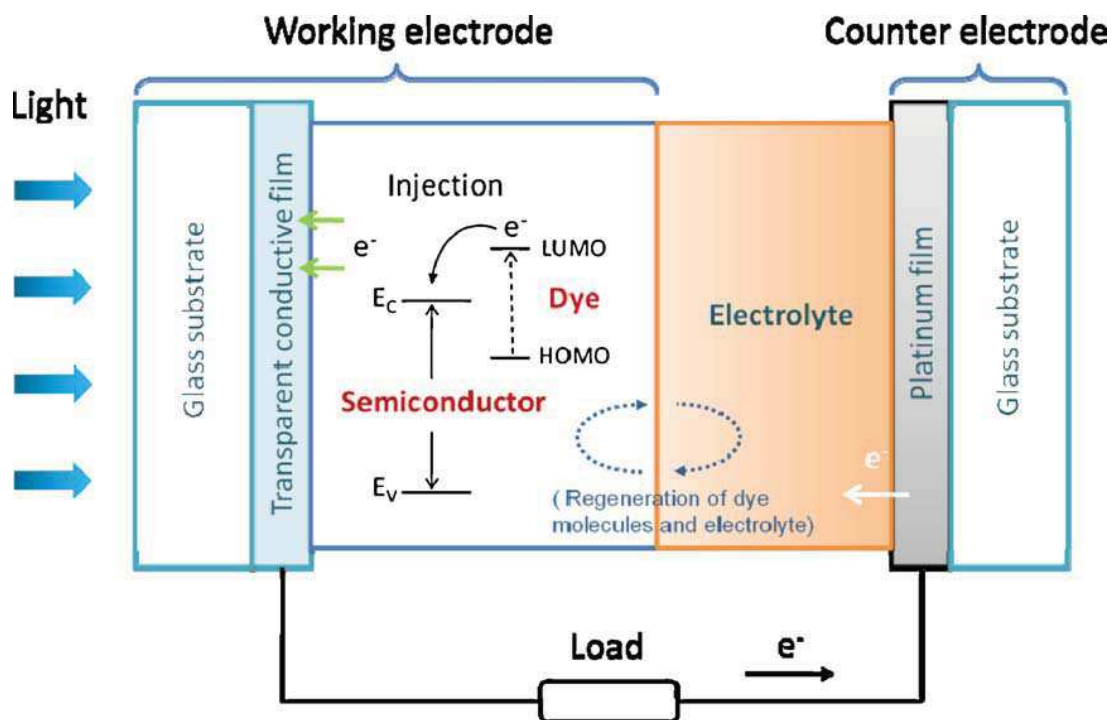 Working electrode
Counter electrode
Light
Glass substrate
Transparent conductive film
Injection
e-
e-
LUMO
EC
Dye
HOMO
Semiconductor
EV
Electrolyte
( Regeneration of dye
molecules and electrolyte)
e-
Platinum film
Glass substrate
Load
e-